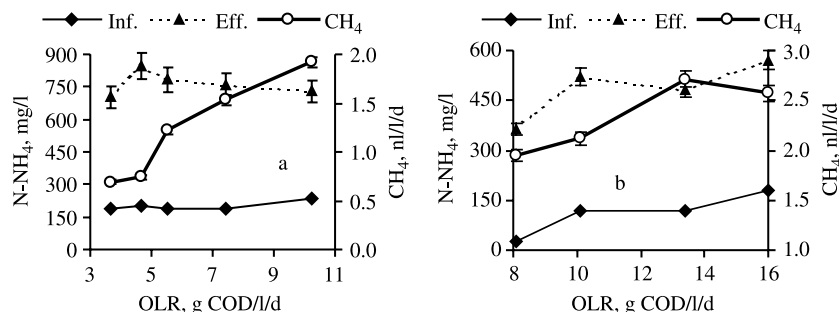 Inf. Eff. CH4
N-NH4, mg/l
900
750
600
450
300
150
0
2.0
1.5
1.0
0.5
0.0
CH4, nl/l/d
a
3 5 7 9 11
OLR, g COD/l/d
Inf. Eff. CH4
N-NH4, mg/l
600
450
300
150
0
3.0
2.5
2.0
1.5
1.0
CH4, nl/l/d
b
8 10 12 14 16
OLR, g COD/l/d